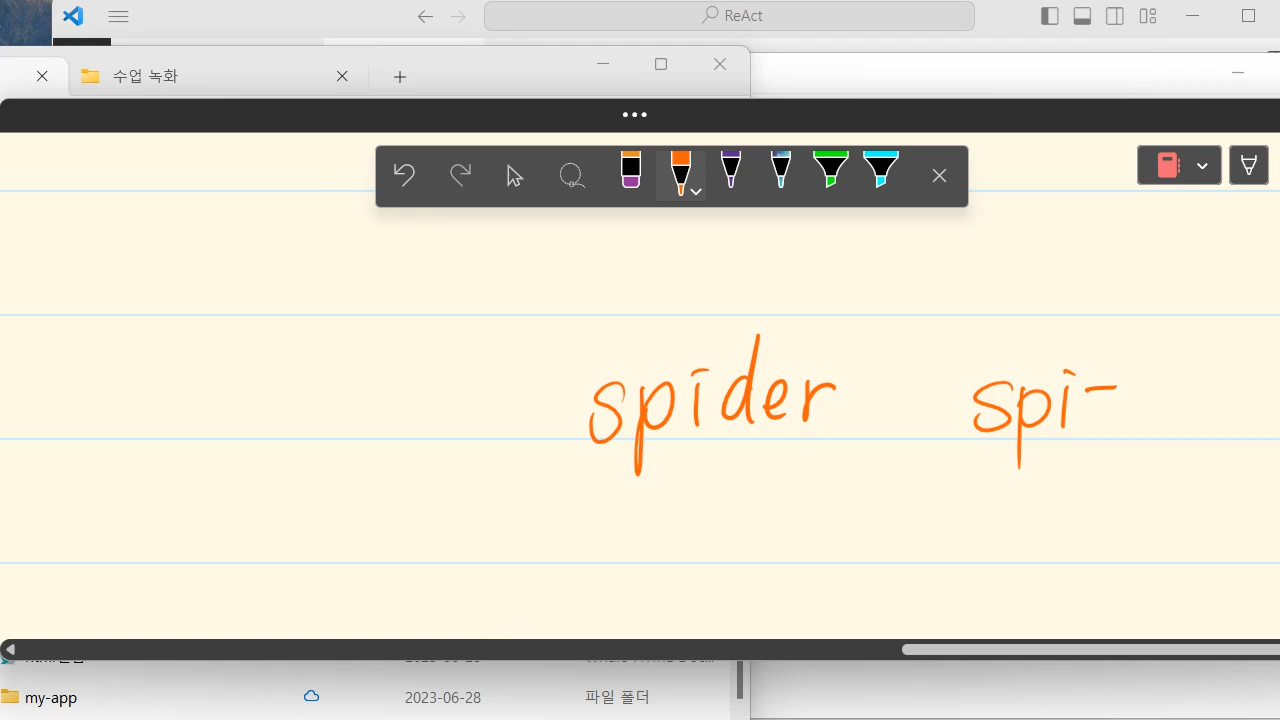 ReAct
수업 녹화
spider spi-
my-app 2023-06-28 파일 폴더